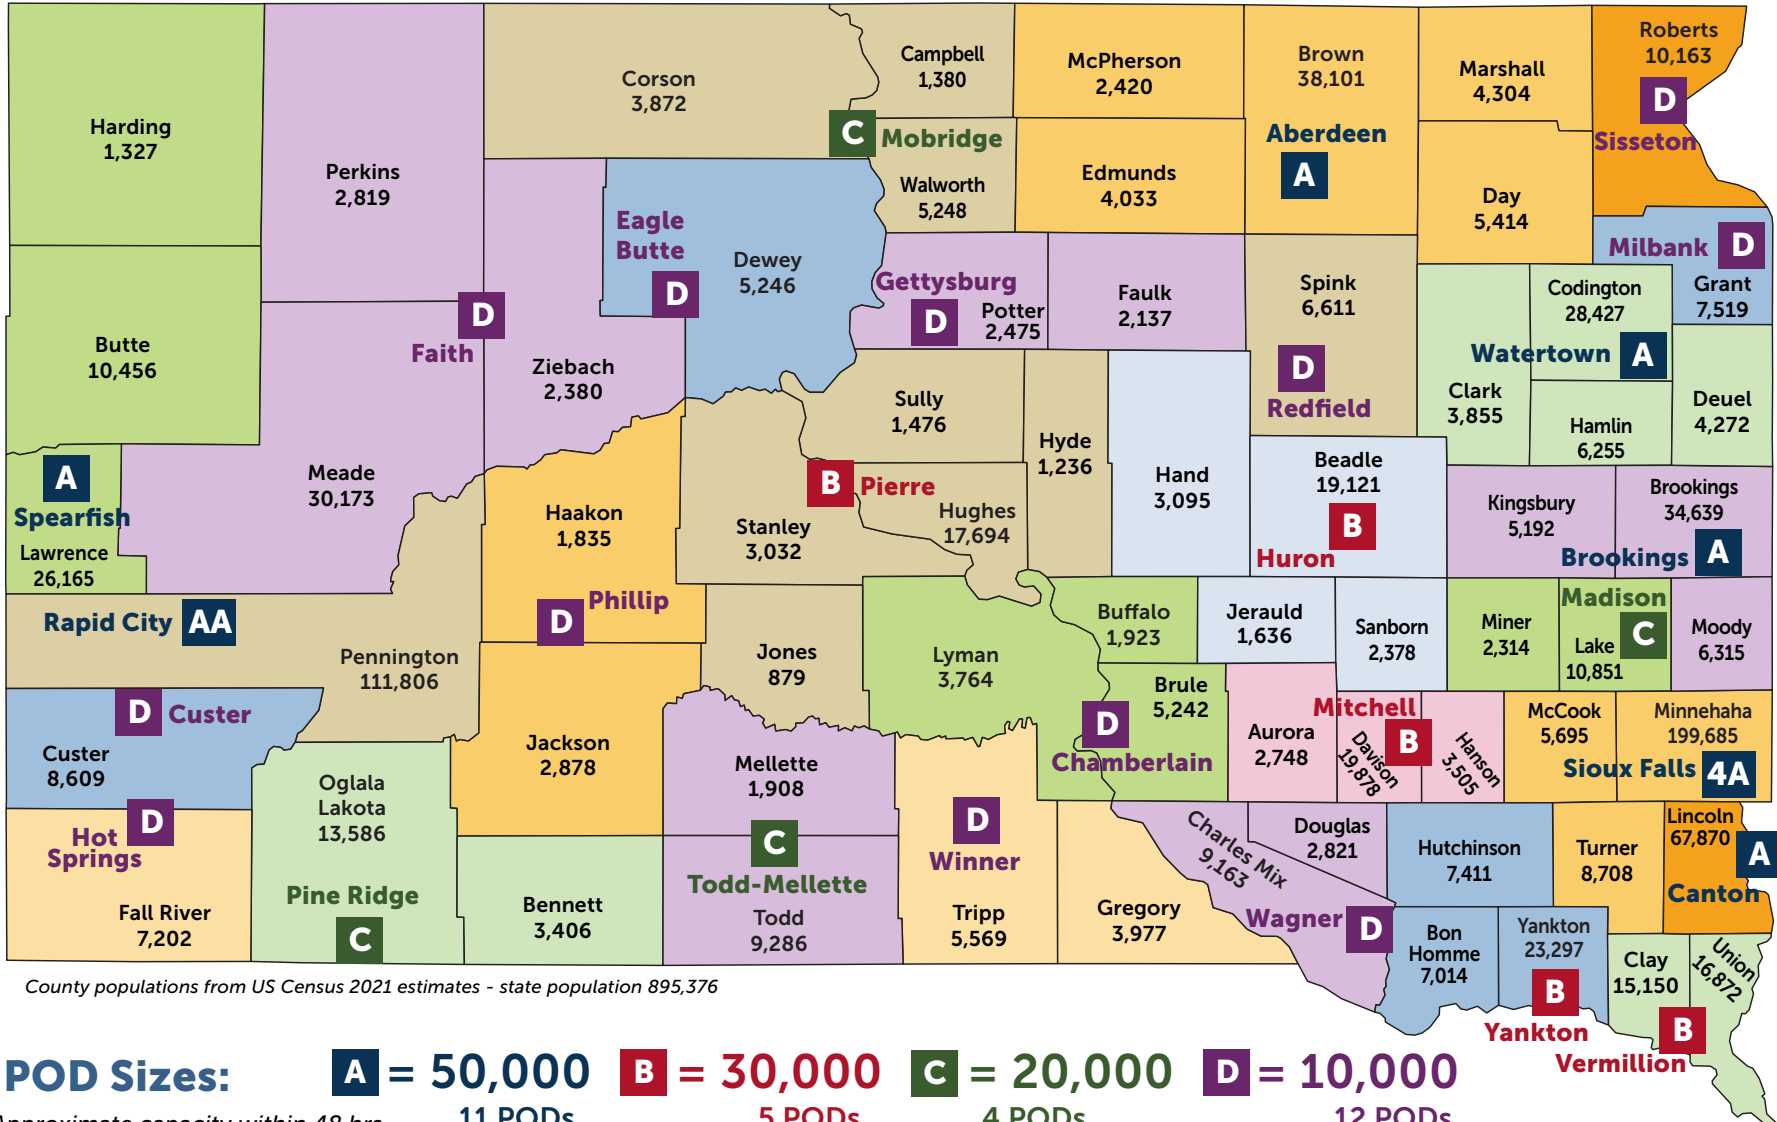 Harding
1,327
Perkins
2,819
Corson
3,872
Campbell
1,380
McPherson
2,420
Brown
38,101
Marshall
4,304
Roberts
10,163
D
Sisseton
C Mobridge
Aberdeen
A
Walworth
5,248
Edmunds
4,033
Day
5,414
Eagle
Butte
D
Dewey
5,246
Milbank D
Grant
7,519
Gettysburg
D
Potter
2,475
Faulk
2,137
Spink
6,611
D
Redfield
Codington
28,427
Watertown A
Butte
10,456
D
Faith
Ziebach
2,380
Sully
1,476
Hyde
1,236
Hand
3,095
Clark
3,855
Hamlin
6,255
Deuel
4,272
A
Spearfish
Lawrence
26,165
Meade
30,173
Haakon
1,835
Stanley
3,032
B Pierre
Hughes
17,694
Beadle
19,121
B
Huron
Kingsbury
5,192
Brookings
34,639
Brookings A
Rapid City AA
Pennington
111,806
D Phillip
Jones
879
Lyman
3,764
Buffalo
1,923
Jerauld
1,636
Sanborn
2,378
Miner
2,314
Madison
C
Lake
10,851
Moody
6,315
D Custer
Custer
8,609
Jackson
2,878
Mellette
1,908
Brule
5,242
D
Chamberlain
Aurora
2,748
Mitchell
B
Davison
19,878
Hanson
3,505
McCook
5,695
Minnehaha
199,685
Sioux Falls 4A
D
Hot
Springs
Fall River
7,202
Oglala
Lakota
13,586
Pine Ridge
C
Bennett
3,406
C
Todd-Mellette
Todd
9,286
D
Winner
Tripp
5,569
Gregory
3,977
Charles Mix
9,163
Douglas
2,821
Wagner D
Hutchinson
7,411
Turner
8,708
Lincoln
67,870
A
Canton
Bon
Homme
7,014
Yankton
23,297
B
Yankton
Clay
15,150
Union
16,872
B
Vermillion
County populations from US Census 2021 estimates - state population 895,376
POD Sizes: A = 50,000 B = 30,000 C = 20,000 D = 10,000
Approximate capacity within 48 hrs 11 PODs 5 PODs 4 PODs 12 PODs